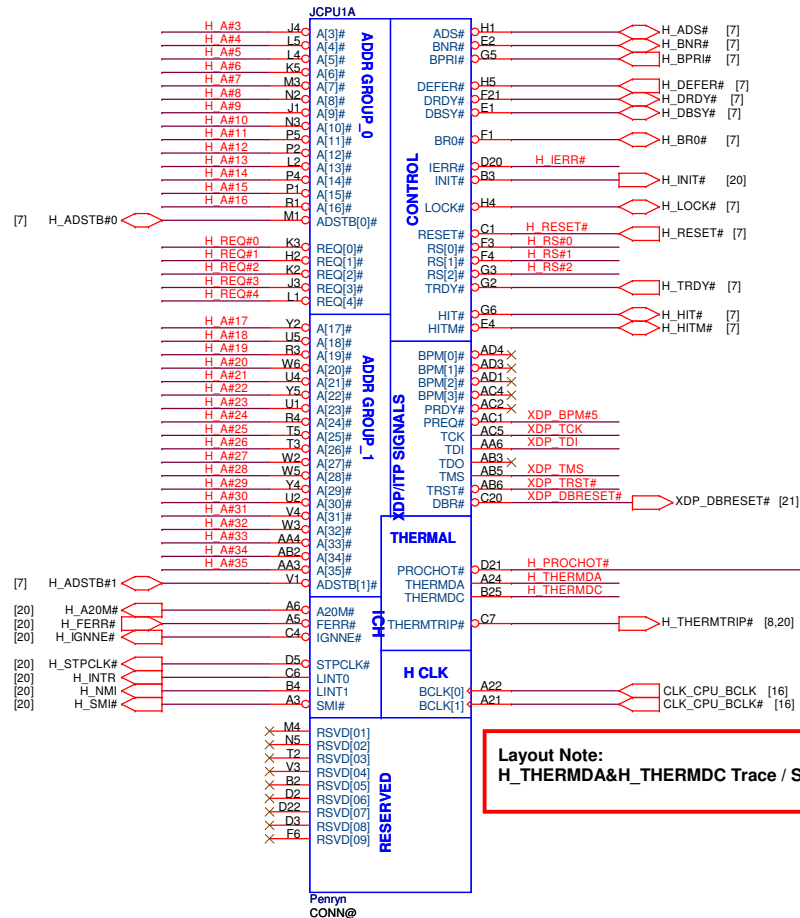 JCPU1A
H_A#3 J4 A[3]# ADS# H1 H_ADS# [7]
H_A#4 L5 A[4]# BNR# E2 H_BNR# [7]
H_A#5 L4 A[5]# BPRI# G5 H_BPRI# [7]
H_A#6 K5 A[6]#
H_A#7 M3 A[7]# DEFER# H5 H_DEFER# [7]
H_A#8 N2 A[8]# DRDY# F21 H_DRDY# [7]
H_A#9 J1 A[9]# DBSY# E1 H_DBSY# [7]
H_A#10 N3 A[10]#
H_A#11 P5 A[11]# BR0# F1 H_BR0# [7]
H_A#12 P2 A[12]#
H_A#13 L2 A[13]# IERR# D20 H_IERR#
H_A#14 P4 A[14]# INIT# B3 H_INIT# [20]
H_A#15 P1 A[15]#
H_A#16 R1 A[16]# LOCK# H4 H_LOCK# [7]
[7] H_ADSTB#0 M1 ADSTB[0]#
ADDR GROUP_0
CONTROL
RESET# C1 H_RESET# H_RESET# [7]
H_REQ#0 K3 REQ[0]# RS[0]# F3 H_RS#0
H_REQ#1 H2 REQ[1]# RS[1]# F4 H_RS#1
H_REQ#2 K2 REQ[2]# RS[2]# G3 H_RS#2
H_REQ#3 J3 REQ[3]# TRDY# G2 H_TRDY# [7]
H_REQ#4 L1 REQ[4]#
HIT# G6 H_HIT# [7]
H_A#17 Y2 A[17]# HITM# E4 H_HITM# [7]
H_A#18 U5 A[18]#
H_A#19 R3 A[19]# BPM[0]# AD4
H_A#20 W6 A[20]# BPM[1]# AD3
H_A#21 U4 A[21]# BPM[2]# AD1
H_A#22 Y5 A[22]# BPM[3]# AC4
H_A#23 U1 A[23]# PRDY# AC2
H_A#24 R4 A[24]# PREQ# AC1 XDP_BPM#5
H_A#25 T5 A[25]# TCK AC5 XDP_TCK
H_A#26 T3 A[26]# TDI AA6 XDP_TDI
H_A#27 W2 A[27]# TDO AB3
H_A#28 W5 A[28]# TMS AB5 XDP_TMS
H_A#29 Y4 A[29]# TRST# AB6 XDP_TRST#
H_A#30 U2 A[30]# DBR# C20 XDP_DBRESET# XDP_DBRESET# [21]
H_A#31 V4 A[31]#
H_A#32 W3 A[32]#
H_A#33 AA4 A[33]#
H_A#34 AB2 A[34]#
H_A#35 AA3 A[35]#
[7] H_ADSTB#1 V1 ADSTB[1]#
ADDR GROUP_1
XDP/ITP SIGNALS
THERMAL
PROCHOT# D21 H_PROCHOT#
THERMDA A24 H_THERMDA
THERMDC B25 H_THERMDC
[20] H_A20M# A6 A20M#
[20] H_FERR# A5 FERR# THERMTRIP# C7 H_THERMTRIP# [8,20]
[20] H_IGNNE# C4 IGNNE#
ICH
[20] H_STPCLK# D5 STPCLK#
[20] H_INTR C6 LINT0
[20] H_NMI B4 LINT1
[20] H_SMI# A3 SMI#
H CLK
BCLK[0] A22 CLK_CPU_BCLK [16]
BCLK[1] A21 CLK_CPU_BCLK# [16]
M4 RSVD[01]
N5 RSVD[02]
T2 RSVD[03]
V3 RSVD[04]
B2 RSVD[05]
D2 RSVD[06]
D22 RSVD[07]
D3 RSVD[08]
F6 RSVD[09]
RESERVED
Layout Note:
H_THERMDA&H_THERMDC Trace / S
Penryn
CONN@